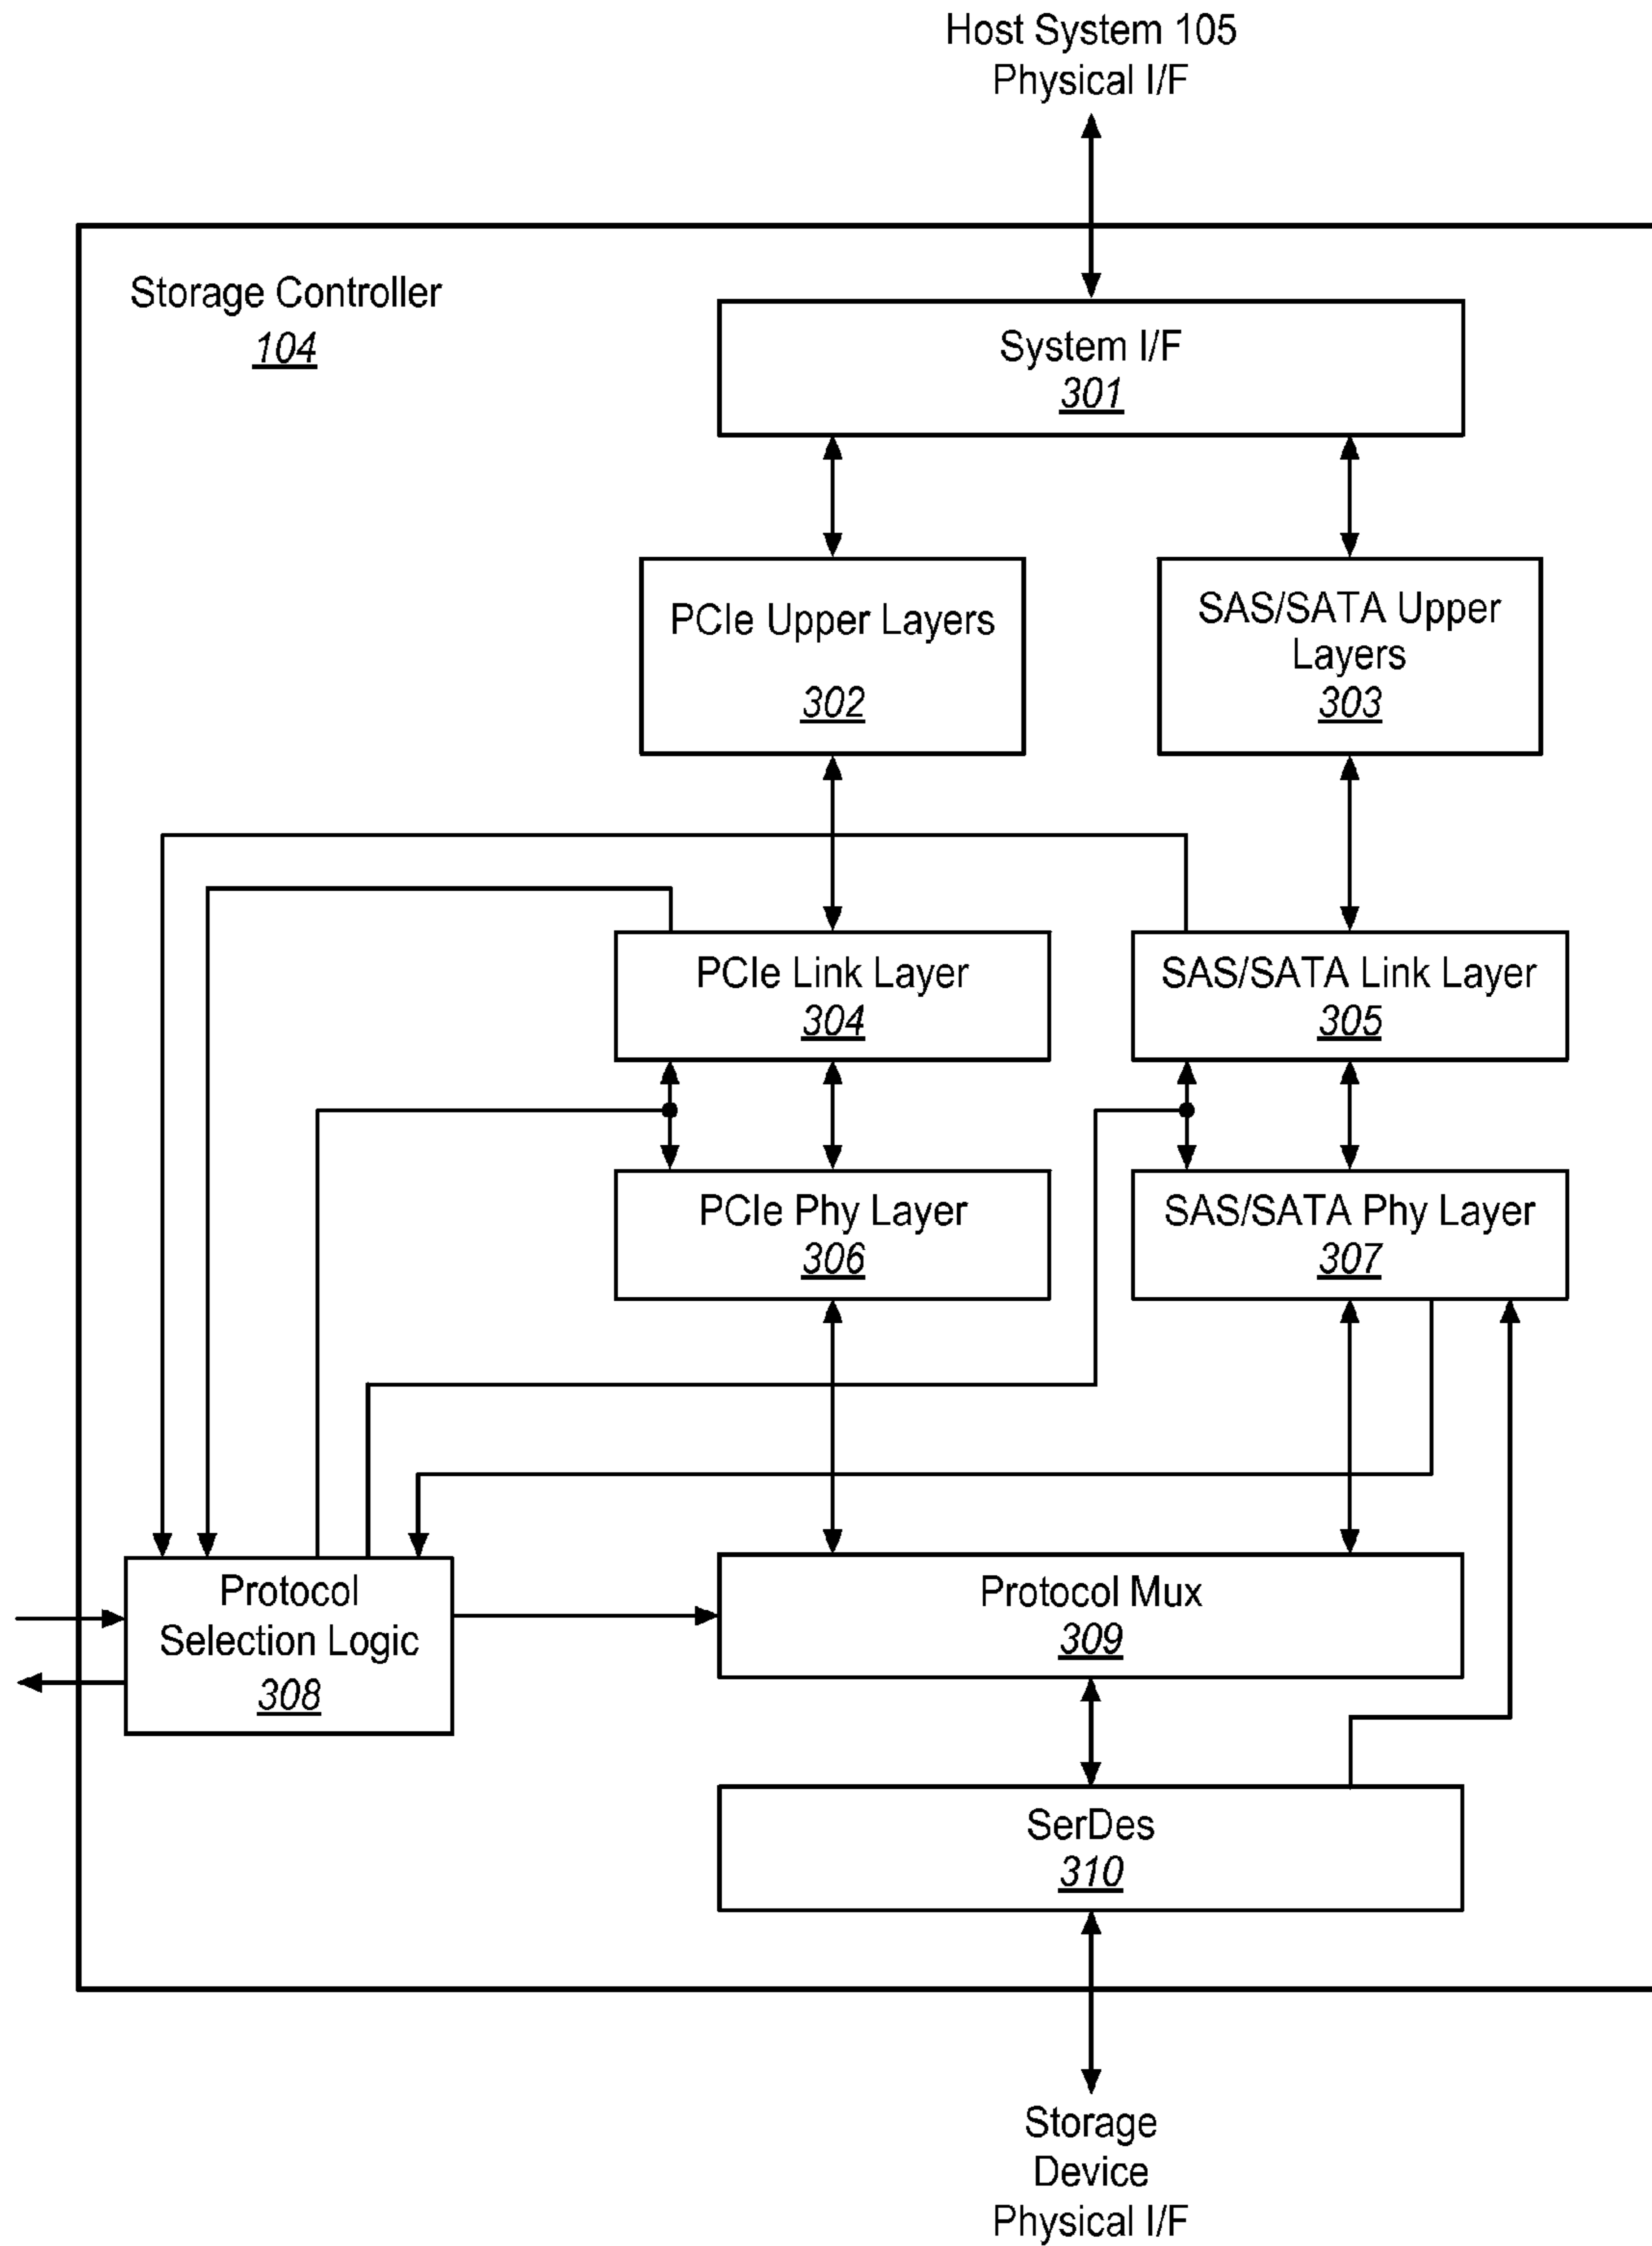 Host System 105
Physical I/F
Storage Controller
104
System I/F
301
PCIe Upper Layers
302
SAS/SATA Upper
Layers
303
PCIe Link Layer
304
SAS/SATA Link Layer
305
PCIe Phy Layer
306
SAS/SATA Phy Layer
307
Protocol
Selection Logic
308
Protocol Mux
309
SerDes
310
Storage
Device
Physical I/F